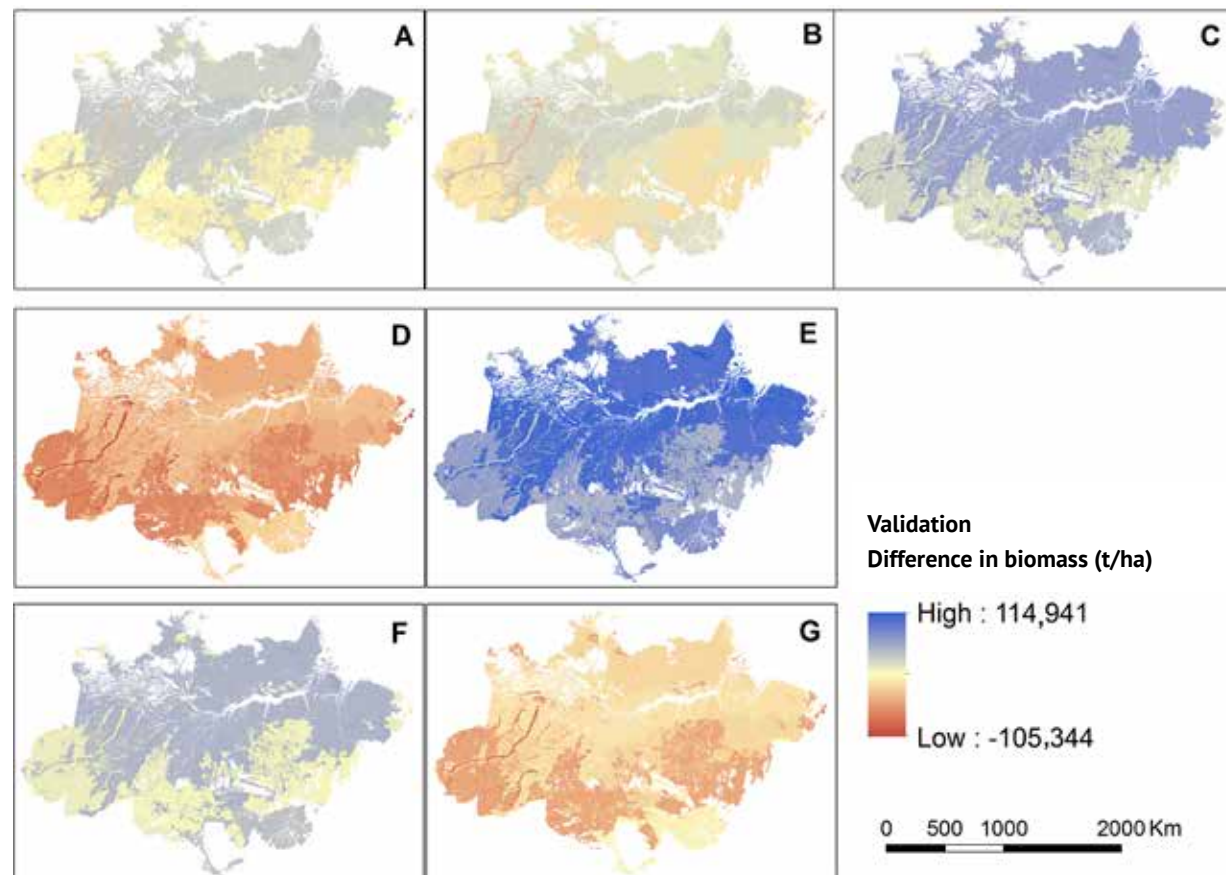 A
B
C
D
E
F
G
Validation
Difference in biomass (t/ha)
High : 114,941
Low : -105,344
0 500 1000 2000 Km